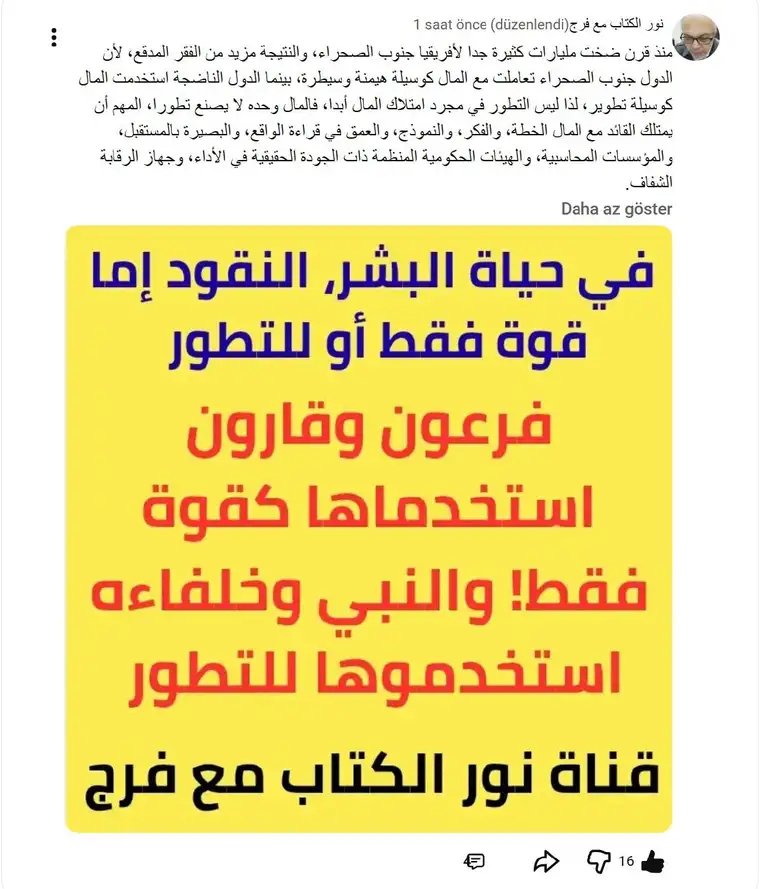 نور الكتاب مع فرج(düzenlendi) 1 saat önce
منذ قرن ضخت مليارات كثيرة جدا لأفريقيا جنوب الصحراء، والنتيجة مزيد من الفقر المدقع، لأن
الدول جنوب الصحراء تعاملت مع المال كوسيلة هيمنة وسيطرة، بينما الدول الناضجة استخدمت المال
كوسيلة تطوير، لذا ليس التطور في مجرد امتلاك المال أبدا، فالمال وحده لا يصنع تطورا، المهم أن
يمتلك القائد مع المال الخطة، والفكر، والنموذج، والعمق في قراءة الواقع، والبصيرة بالمستقبل،
والمؤسسات المحاسبية، والهيئات الحكومية المنظمة ذات الجودة الحقيقية في الأداء، وجهاز الرقابة
الشفاف.
Daha az göster
في حياة البشر، النقود إما
قوة فقط أو للتطور
فرعون وقارون
استخدماها كقوة
فقط! والنبي وخلفاءه
استخدموها للتطور
قناة نور الكتاب مع فرج
16
4